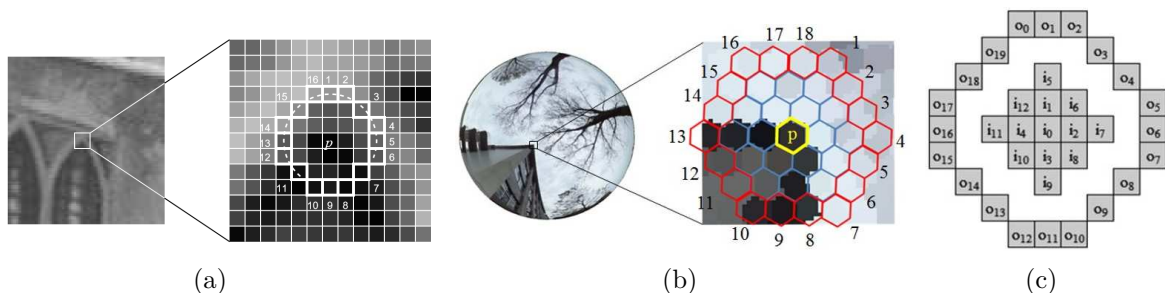 16 1 2
15 3
14 4
13 p 5
12 6
11 7
10 9 8
(a)
16 17 18 1
15 2
14 3
13 p 4
12 5
11 6
10 9 8 7
(b)
o0 o1 o2
o19 o3
o18 i5 o4
o17 i12 i1 i6 o5
o16 i11 i4 i0 i2 i7 o6
o15 i10 i3 i8 o7
o14 i9 o8
o13 o9
o12 o11 o10
(c)